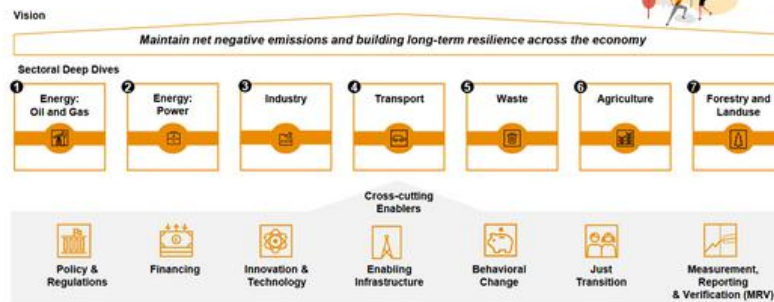 Vision
Maintain net negative emissions and building long-term resilience across the economy
Sectoral Deep Dives
1
Energy:
Oil and Gas
2
Energy:
Power
3
Industry
4
Transport
5
Waste
6
Agriculture
7
Forestry and
Landuse
Cross-cutting
Enablers
Policy &
Regulations
Financing
Innovation &
Technology
Enabling
Infrastructure
Behavioral
Change
Just
Transition
Measurement,
Reporting
& Verification (MRV)